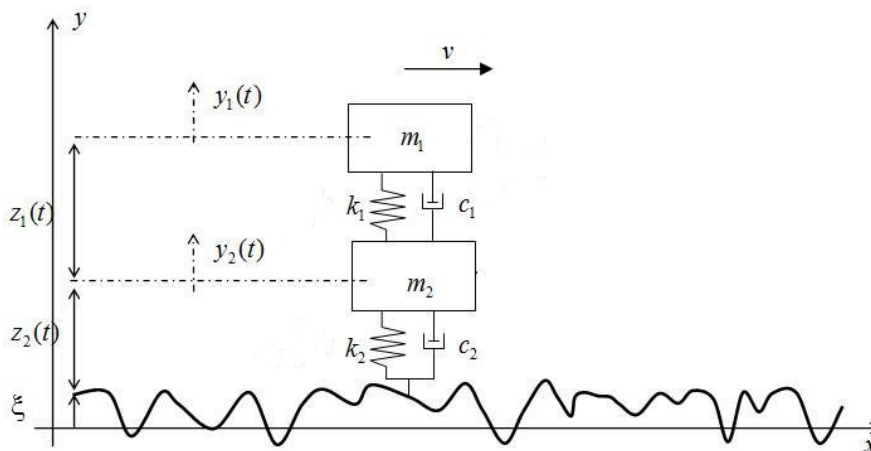 y
v
y₁(t)
m₁
z₁(t)
k₁
c₁
y₂(t)
m₂
z₂(t)
k₂
c₂
ξ
x